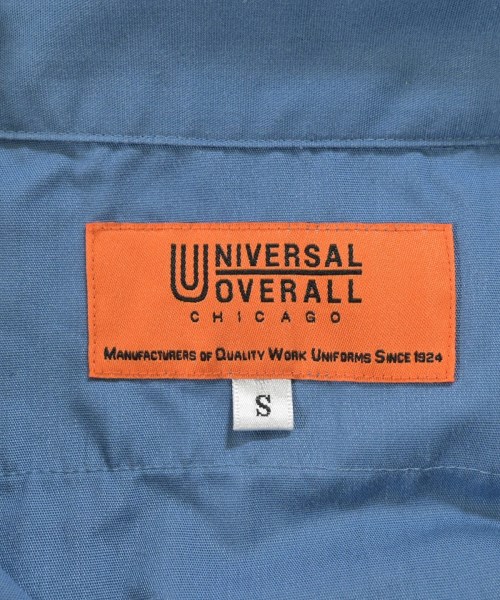 UNIVERSAL
OVERALL
CHICAGO
MANUFACTURERS OF QUALITY WORK UNIFORMS SINCE 1924
S